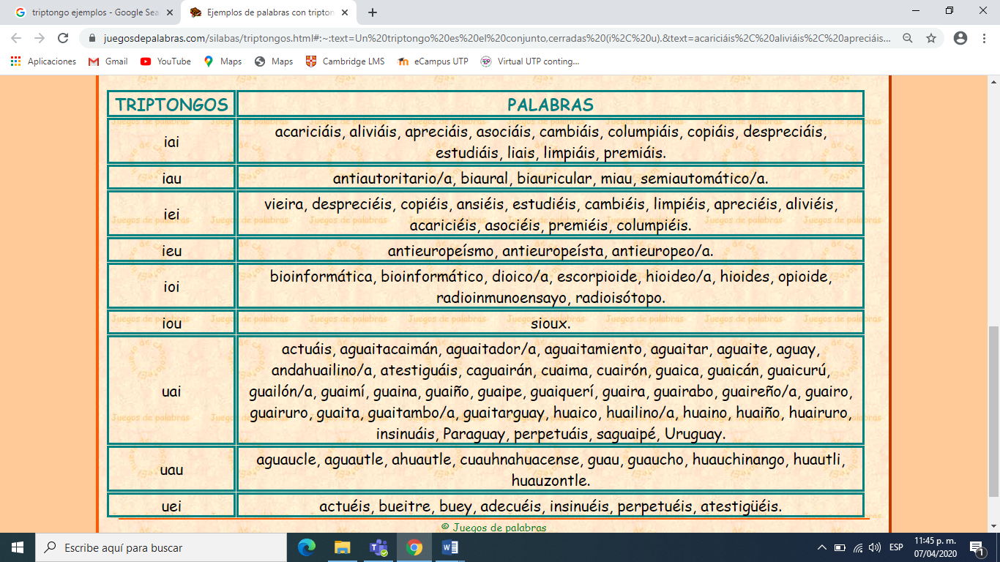 triptongo ejemplos - Google Sea
Ejemplos de palabras con tripton
juegosdepalabras.com/silabas/triptongos.html#:~:text=Un%20triptongo%20es%20el%20conjunto,cerradas%20(i%2C%20u).&text=acariciáis%2C%20aliviáis%2C%20apreciáis...
Aplicaciones Gmail YouTube Maps Maps Cambridge LMS eCampus UTP Virtual UTP conting...
TRIPTONGOS PALABRAS
acariciáis, aliviáis, apreciáis, asociáis, cambiáis, columpiáis, copiáis, despreciáis,
iai
estudiáis, liais, limpiáis, premiáis.
iau antiautoritario/a, biaural, biauricular, miau, semiautomático/a.
vieira, despreciéis, copiéis, ansiéis, estudiéis, cambiéis, limpiéis, apreciéis, aliviéis,
iei
acariciéis, asociéis, premiéis, columpiéis.
ieu antieuropeísmo, antieuropeísta, antieuropeo/a.
bioinformática, bioinformático, dioico/a, escorpioide, hioideo/a, hioides, opioide,
ioi
radioinmunoensayo, radioisótopo.
iou sioux.
actuáis, aguaitacaimán, aguaitador/a, aguaitamiento, aguaitar, aguaite, aguay,
andahuailino/a, atestiguáis, caguairán, cuaima, cuairón, guaica, guaicán, guaicurú,
uai guailón/a, guaimí, guaina, guaiño, guaipe, guaiquerí, guaira, guairabo, guaireño/a, guairo,
guairuro, guaita, guaitambo/a, guaitarguay, huaico, huailino/a, huaino, huaiño, huairuro,
insinuáis, Paraguay, perpetuáis, saguaipé, Uruguay.
aguaucle, aguautle, ahuautle, cuauhnahuacense, guau, guaucho, huauchinango, huautli,
uau
huauzontle.
uei actuéis, bueitre, buey, adecuéis, insinuéis, perpetuéis, atestigüéis.
© Juegos de palabras
Escribe aquí para buscar
ESP
11:45 p. m.
07/04/2020
1